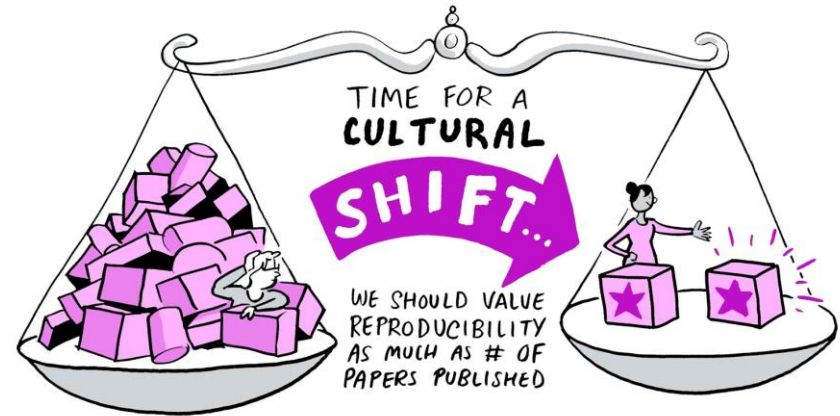 TIME FOR A
CULTURAL
SHIFT...
WE SHOULD VALUE
REPRODUCIBILITY
AS MUCH AS # OF
PAPERS PUBLISHED